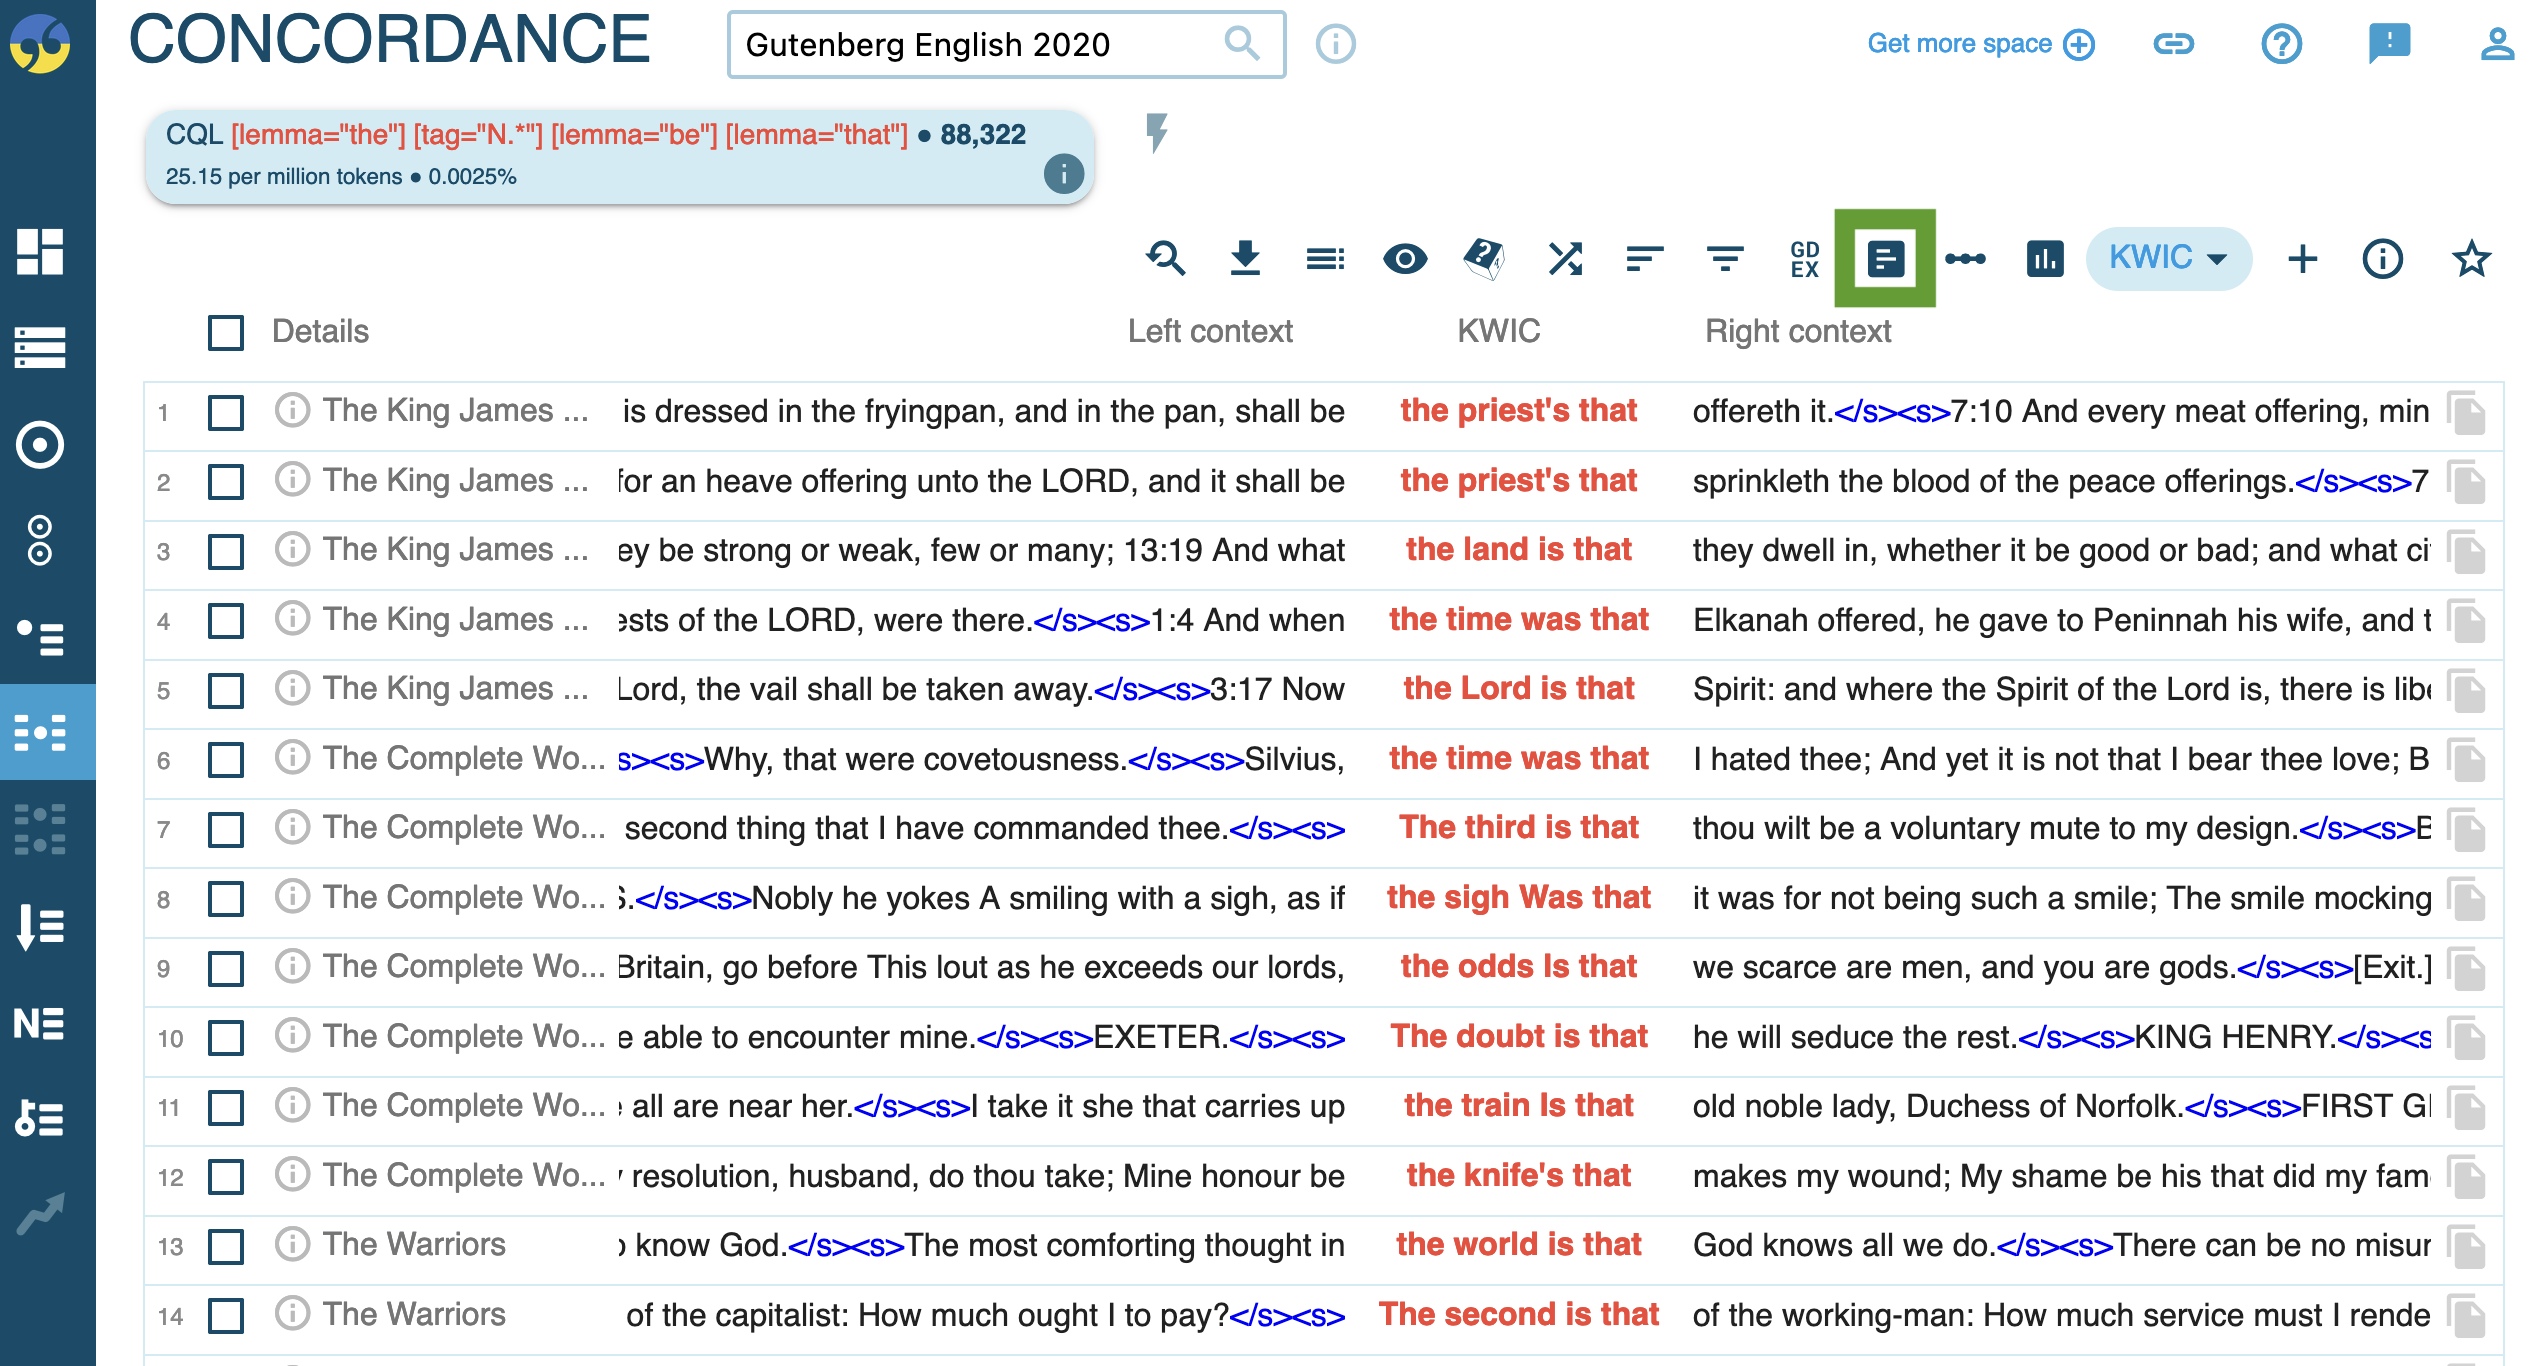 CONCORDANCE
Gutenberg English 2020
Get more space
CQL [lemma="the"] [tag="N.*"] [lemma="be"] [lemma="that"] ● 88,322
25.15 per million tokens ● 0.0025%
GD
EX
KWIC
Details Left context KWIC Right context
1 The King James ... is dressed in the fryingpan, and in the pan, shall be the priest's that offereth it.</s><s>7:10 And every meat offering, min
2 The King James ... for an heave offering unto the LORD, and it shall be the priest's that sprinkleth the blood of the peace offerings.</s><s>7
3 The King James ... ey be strong or weak, few or many; 13:19 And what the land is that they dwell in, whether it be good or bad; and what ci
4 The King James ... ests of the LORD, were there.</s><s>1:4 And when the time was that Elkanah offered, he gave to Peninnah his wife, and t
5 The King James ... Lord, the vail shall be taken away.</s><s>3:17 Now the Lord is that Spirit: and where the Spirit of the Lord is, there is libe
6 The Complete Wo... s><s>Why, that were covetousness.</s><s>Silvius, the time was that I hated thee; And yet it is not that I bear thee love; B
7 The Complete Wo... second thing that I have commanded thee.</s><s> The third is that thou wilt be a voluntary mute to my design.</s><s>B
8 The Complete Wo... S.</s><s>Nobly he yokes A smiling with a sigh, as if the sigh Was that it was for not being such a smile; The smile mocking
9 The Complete Wo... Britain, go before This lout as he exceeds our lords, the odds Is that we scarce are men, and you are gods.</s><s>[Exit.]
10 The Complete Wo... e able to encounter mine.</s><s>EXETER.</s><s> The doubt is that he will seduce the rest.</s><s>KING HENRY.</s><s
11 The Complete Wo... all are near her.</s><s>I take it she that carries up the train Is that old noble lady, Duchess of Norfolk.</s><s>FIRST GI
12 The Complete Wo... resolution, husband, do thou take; Mine honour be the knife's that makes my wound; My shame be his that did my fam
13 The Warriors o know God.</s><s>The most comforting thought in the world is that God knows all we do.</s><s>There can be no misur
14 The Warriors of the capitalist: How much ought I to pay?</s><s> The second is that of the working-man: How much service must I rende